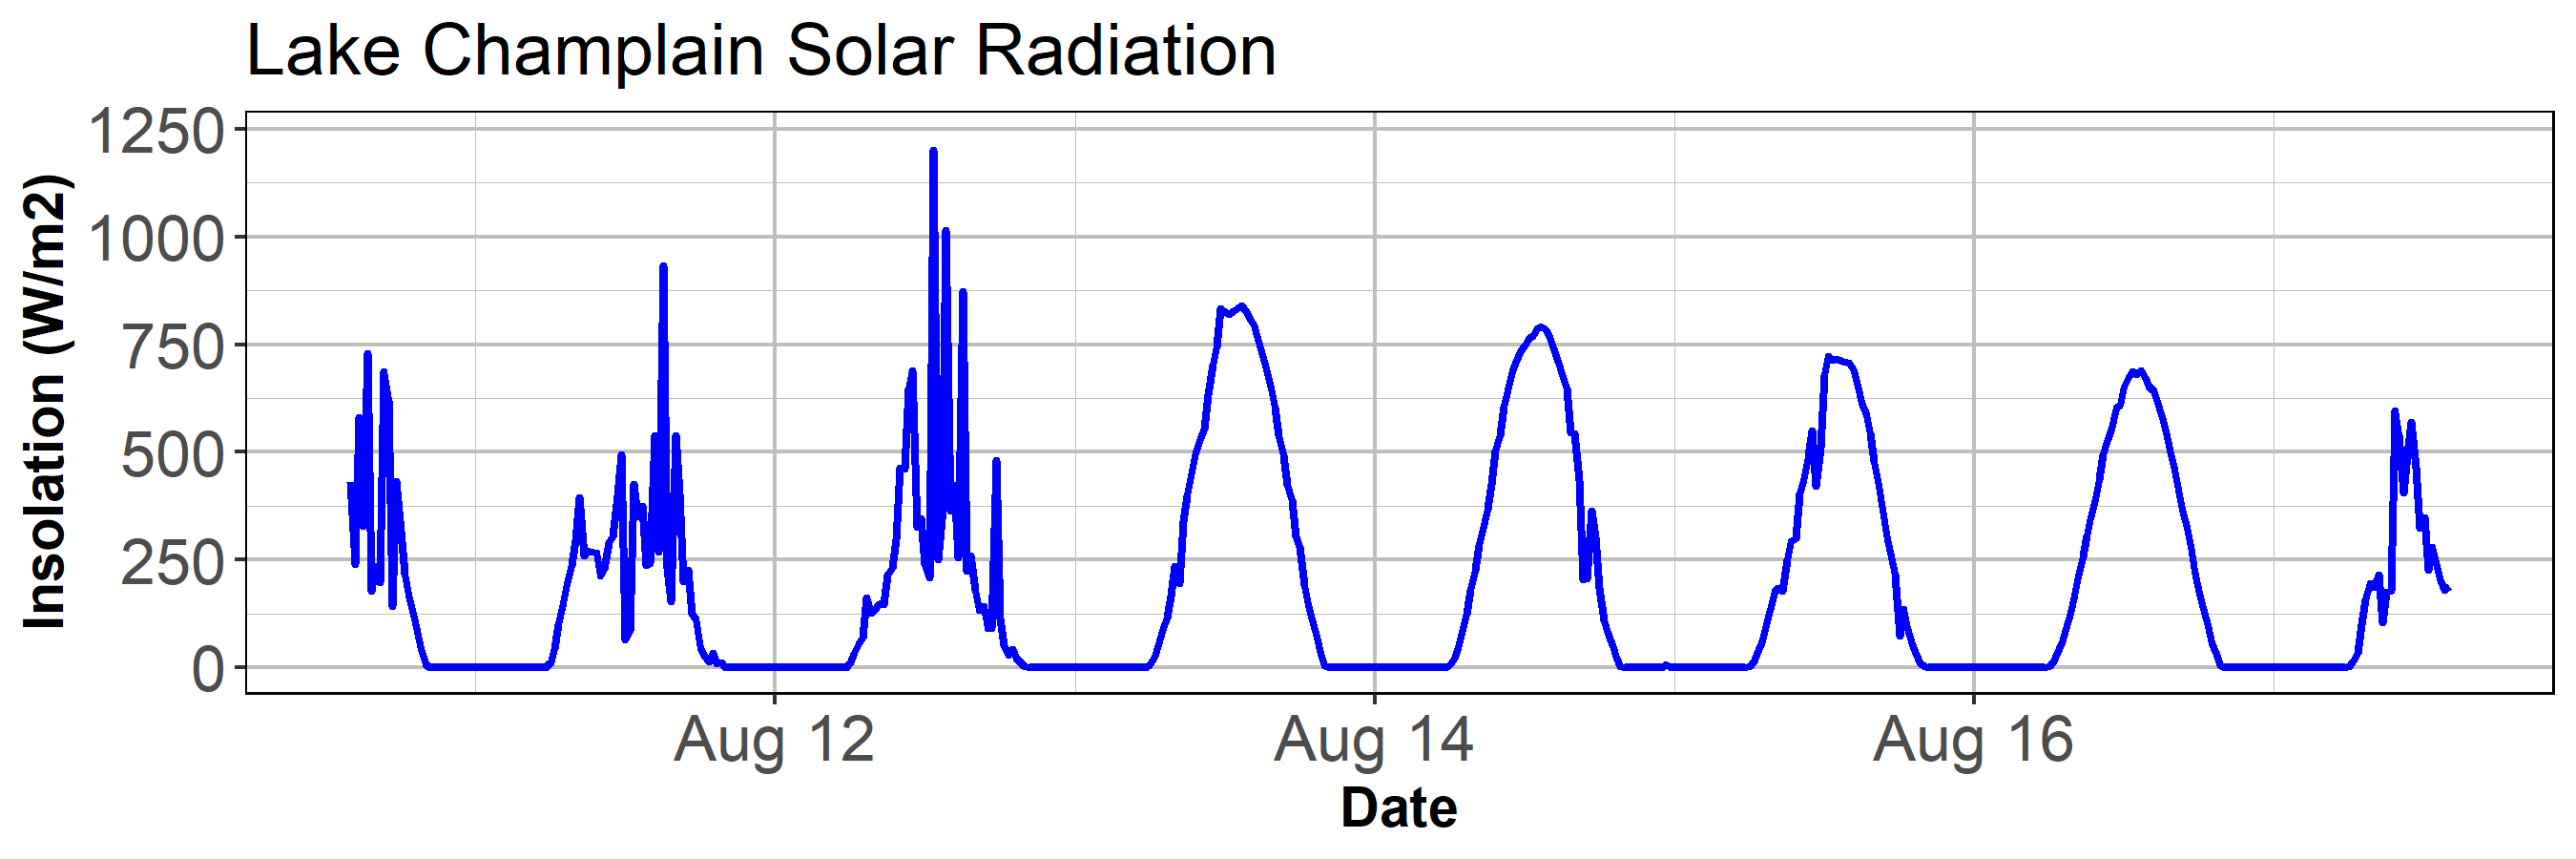 Lake Champlain Solar Radiation
Insolation (W/m2)
1250
1000
750
500
250
0
Aug 12
Aug 14
Aug 16
Date